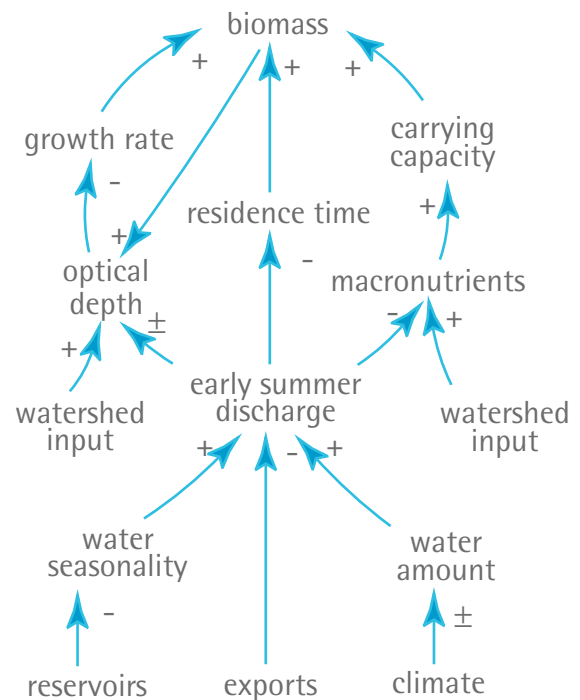 biomass
+
+
+
growth rate
carrying
capacity
-
residence time
+
+
optical
depth
-
macronutrients
±
-
+
+
early summer
discharge
watershed
input
watershed
input
+
-
+
water
seasonality
water
amount
-
±
reservoirs
exports
climate